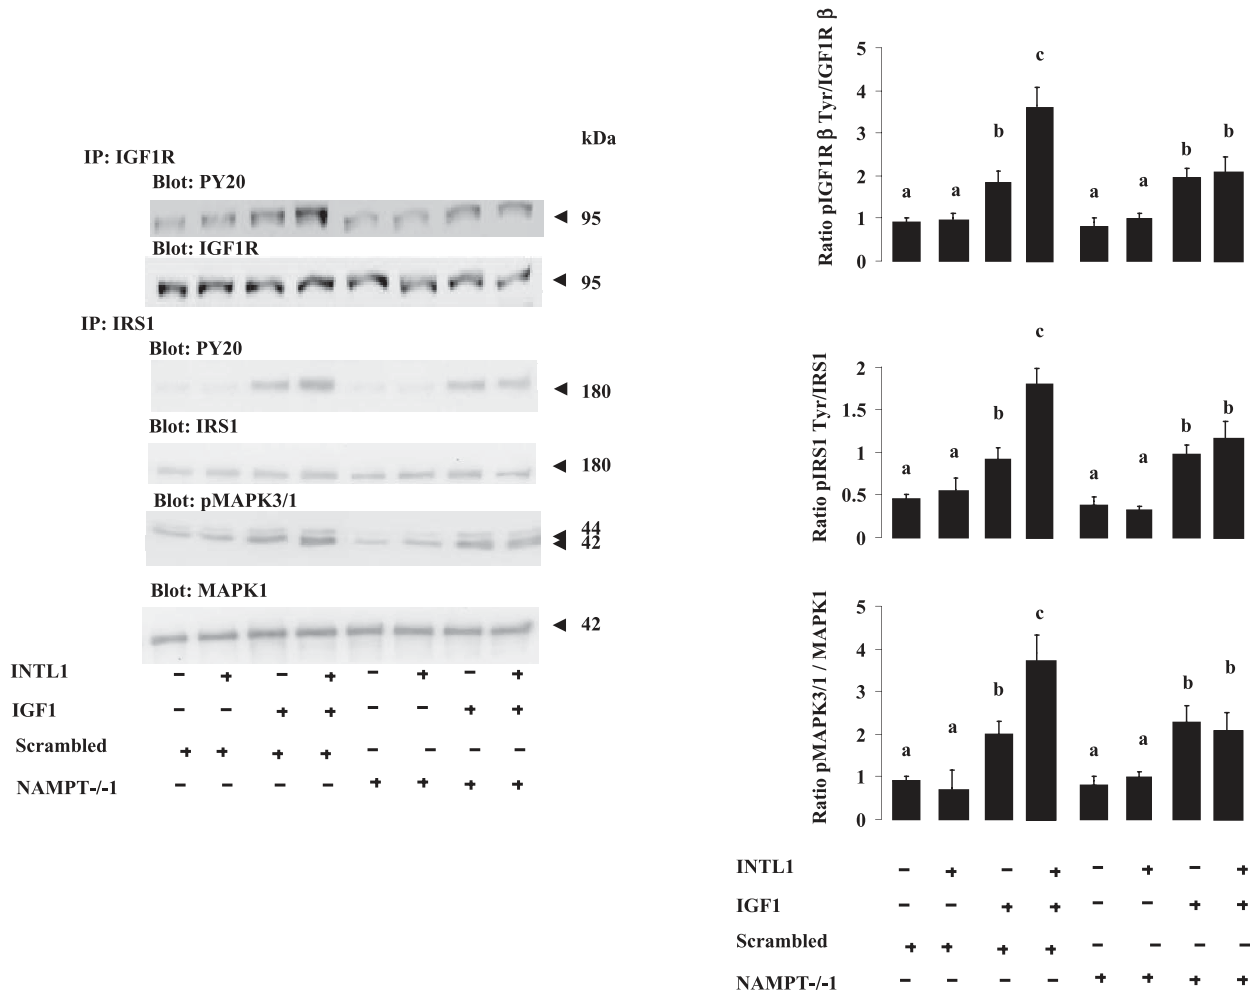 kDa
IP: IGF1R
Blot: PY20
95
Blot: IGF1R
95
IP: IRS1
Blot: PY20
180
Blot: IRS1
180
Blot: pMAPK3/1
44
42
Blot: MAPK1
42
INTL1 - + - + - + - +
IGF1 - - + + - - + +
Scrambled + + + + - - - -
NAMPT-/-1 - - - - + + + +
Ratio pIGF1R β Tyr/IGF1R β
5
4
3
2
1
0
a a b c a a b b
Ratio pIRS1 Tyr/IRS1
2
1.5
1
0.5
0
a a b c a a b b
Ratio pMAPK3/1 / MAPK1
5
4
3
2
1
0
a a b c a a b b
INTL1 - + - + - + - +
IGF1 - - + + - - + +
Scrambled + + + + - - - -
NAMPT-/-1 - - - - + + + +